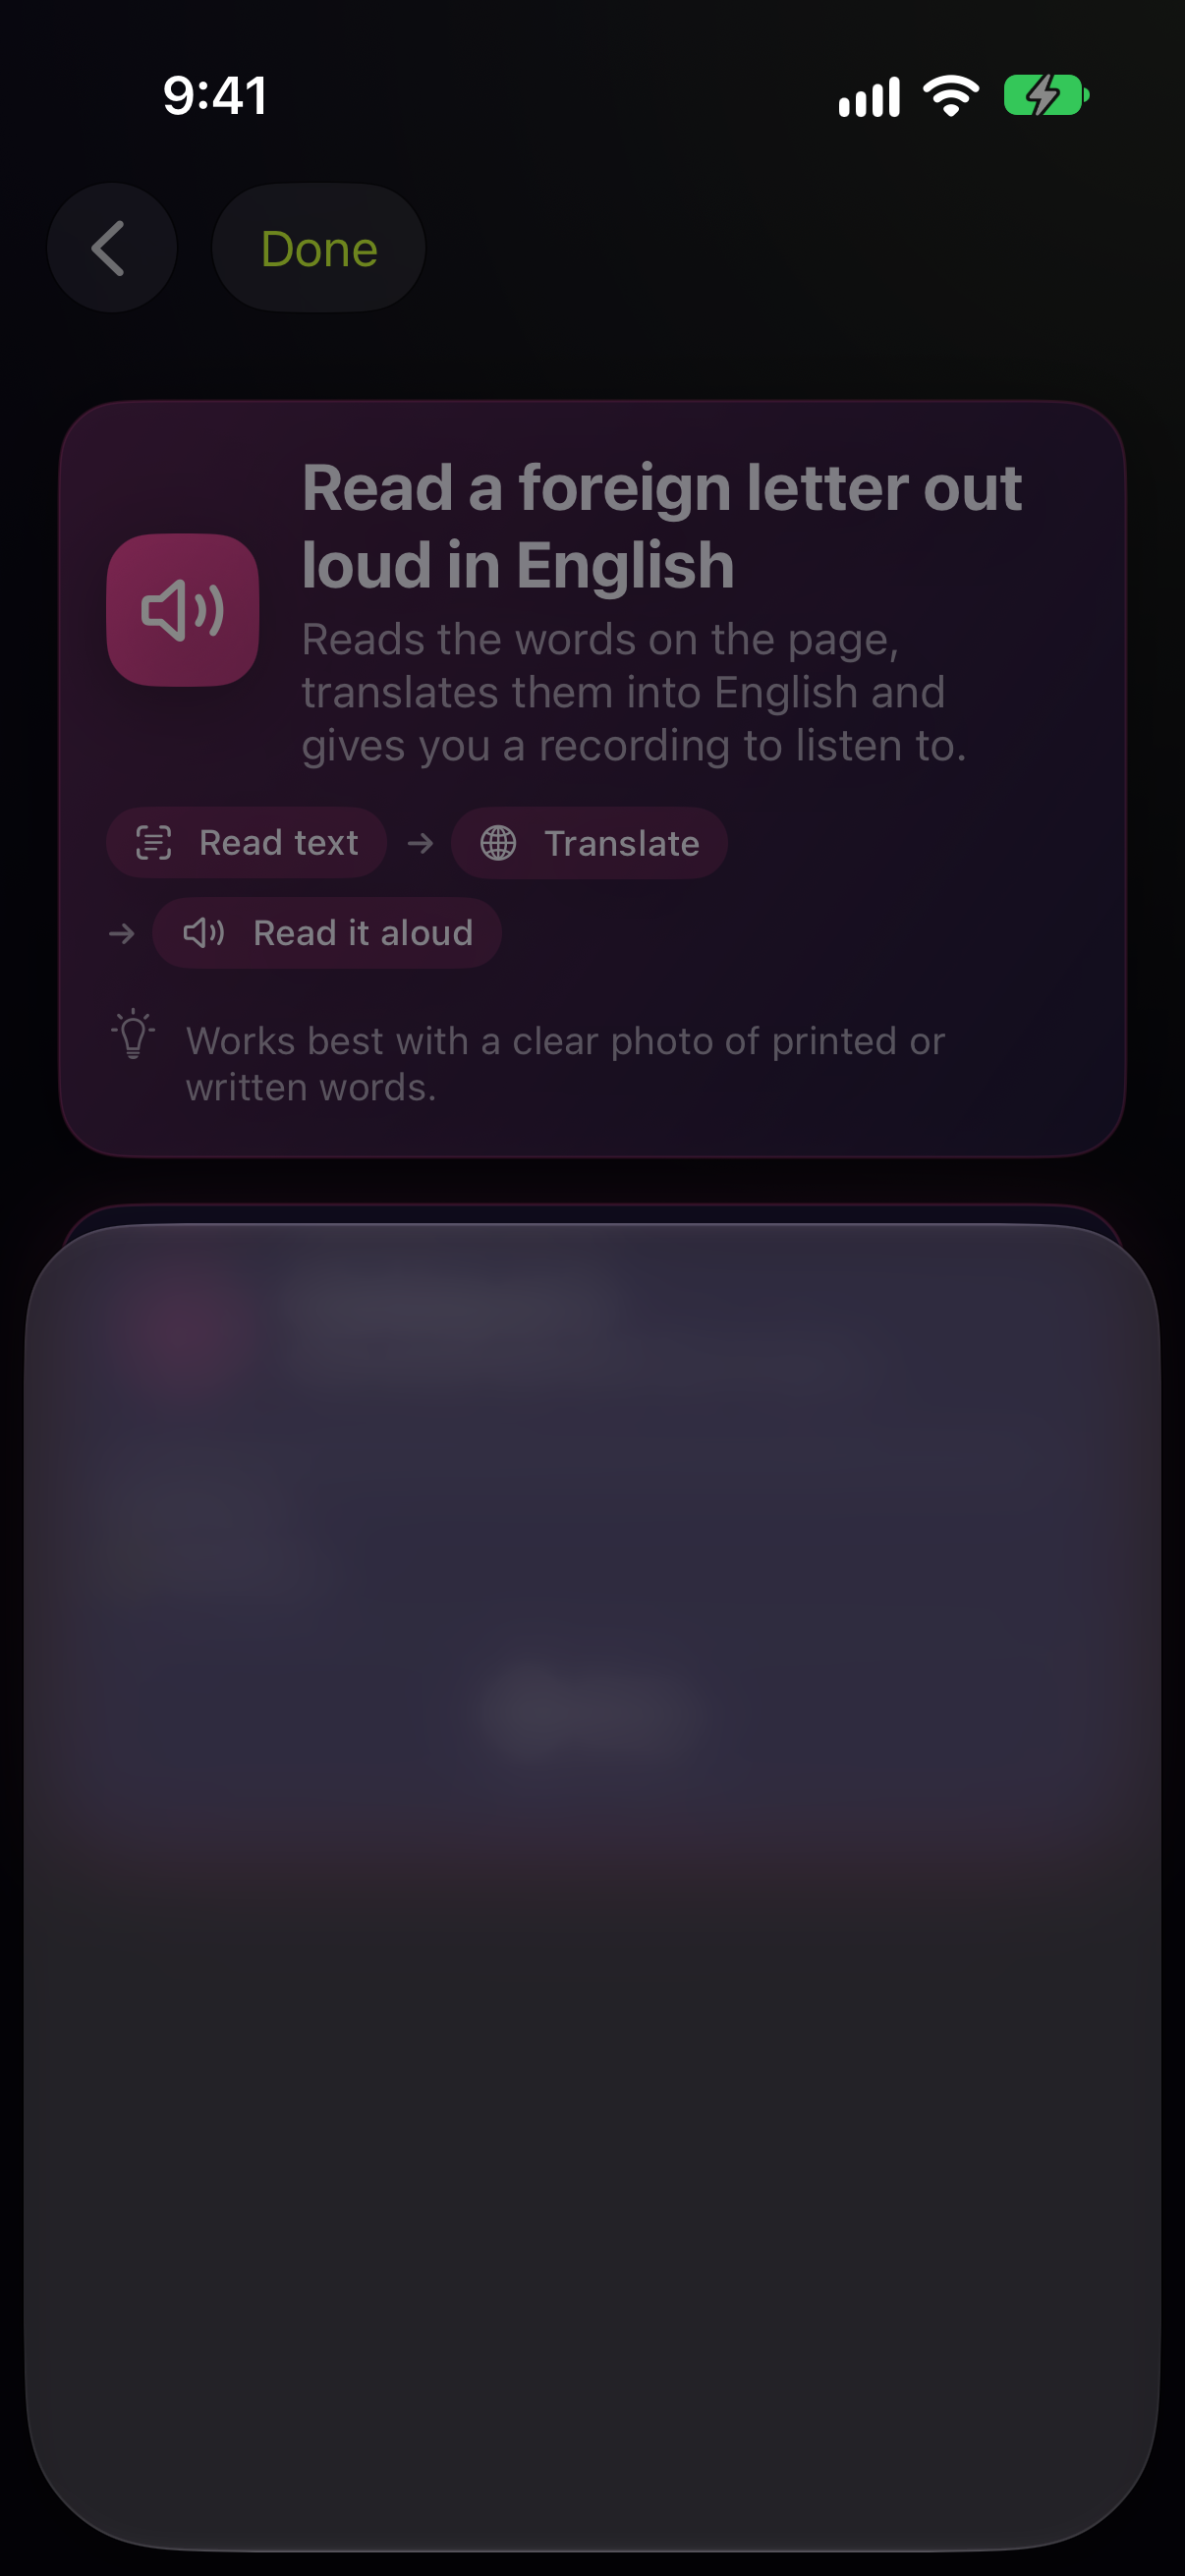 9:41
Done
Read a foreign letter out
loud in English
Reads the words on the page,
translates them into English and
gives you a recording to listen to.
Read text → Translate
→ Read it aloud
Works best with a clear photo of printed or
written words.